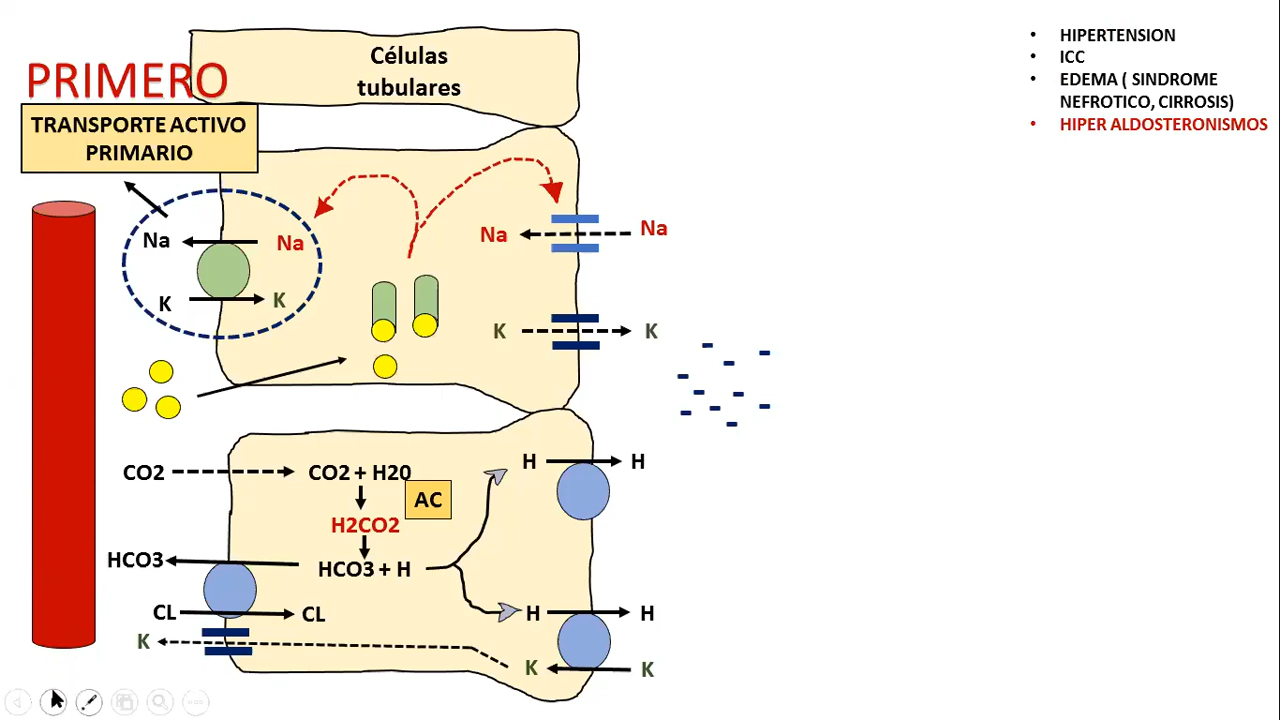 Células
tubulares
PRIMERO
TRANSPORTE ACTIVO
PRIMARIO
• HIPERTENSION
• ICC
• EDEMA ( SINDROME
NEFROTICO, CIRROSIS)
• HIPER ALDOSTERONISMOS
Na Na Na Na
K K K K
CO2 CO2 + H20 H H
AC
H2CO2
HCO3 HCO3 + H
CL CL H H
K K K